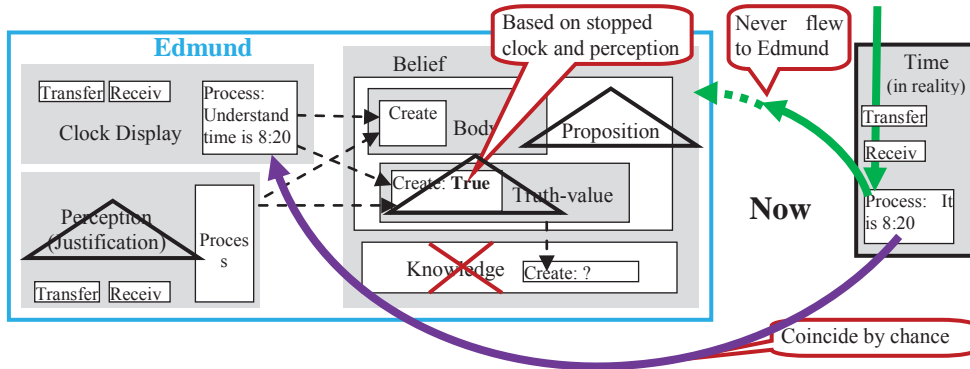 Based on stopped
clock and perception
Never flew
to Edmund
Edmund
Time
(in reality)
Transfer
Receiv
Process: It
is 8:20
Belief
Transfer
Receiv
Clock Display
Process:
Understand
time is 8:20
Create
Body
Proposition
Create: True
Truth-value
Now
Perception
(Justification)
Proces
s
Transfer
Receiv
Knowledge
Create: ?
Coincide by chance